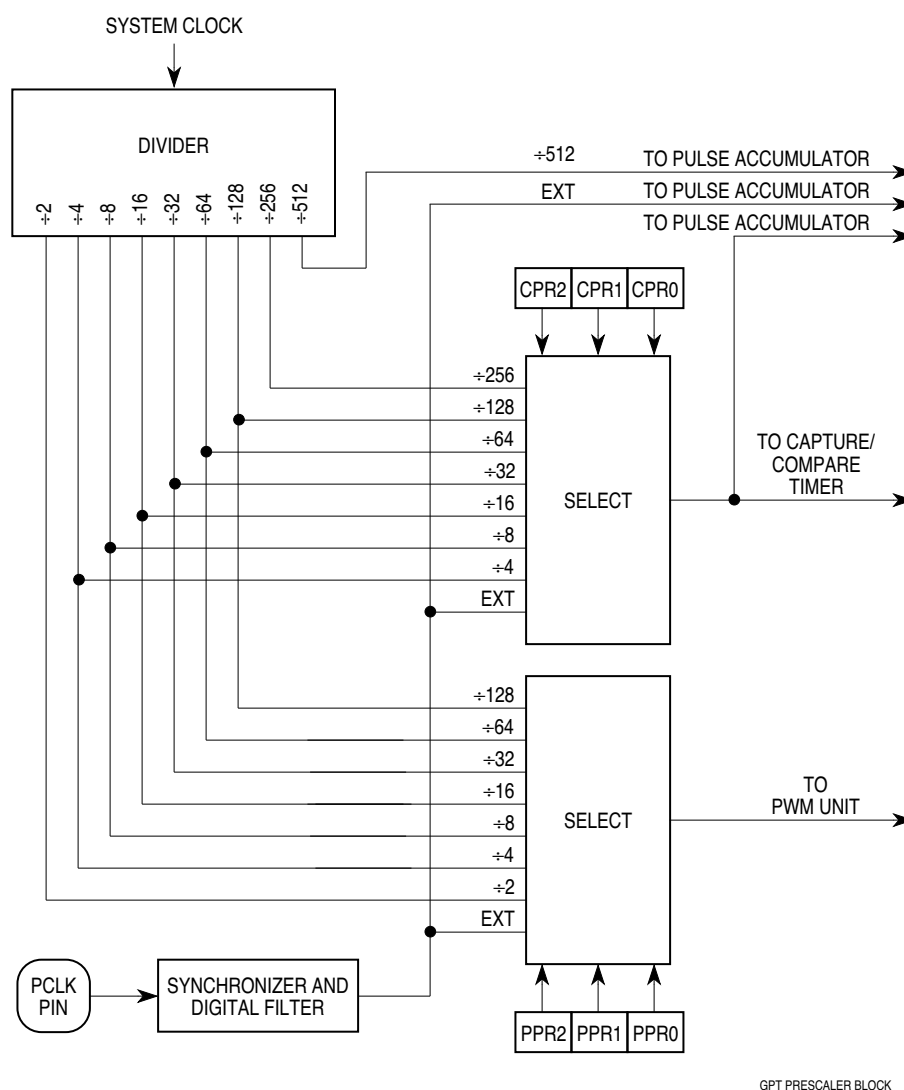 SYSTEM CLOCK
DIVIDER
÷2 ÷4 ÷8 ÷16 ÷32 ÷64 ÷128 ÷256 ÷512
÷512 TO PULSE ACCUMULATOR
EXT TO PULSE ACCUMULATOR
TO PULSE ACCUMULATOR
CPR2 CPR1 CPR0
÷256
÷128
÷64
÷32
÷16
÷8
÷4
EXT
SELECT
TO CAPTURE/
COMPARE
TIMER
÷128
÷64
÷32
÷16
÷8
÷4
÷2
EXT
SELECT
TO
PWM UNIT
PCLK
PIN
SYNCHRONIZER AND
DIGITAL FILTER
PPR2 PPR1 PPR0
GPT PRESCALER BLOCK